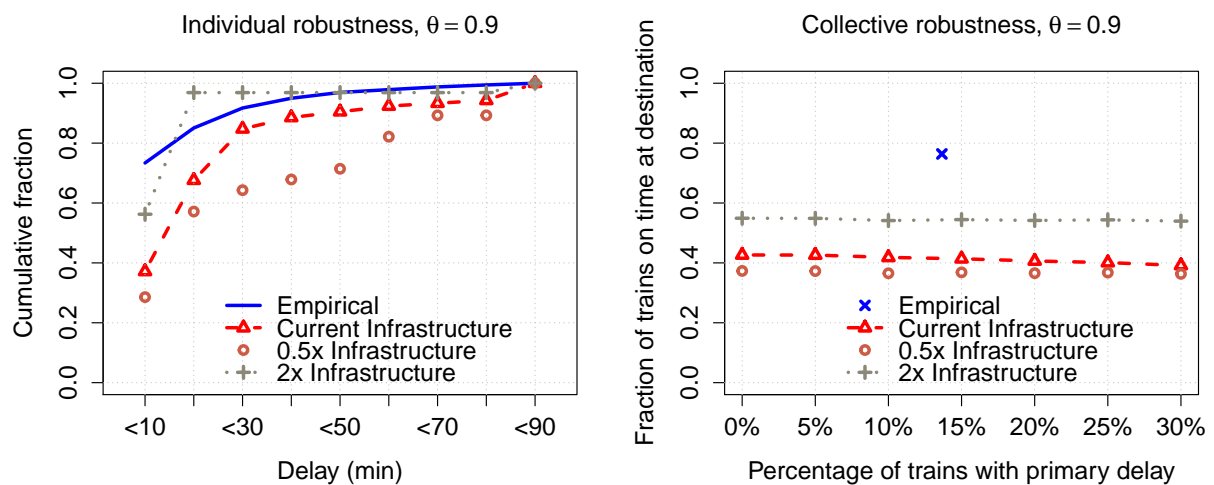 Individual robustness, θ = 0.9
Cumulative fraction
1.0
0.8
0.6
0.4
0.2
0.0
Empirical
Current Infrastructure
0.5x Infrastructure
2x Infrastructure
<10 <30 <50 <70 <90
Delay (min)
Collective robustness, θ = 0.9
Fraction of trains on time at destination
1.0
0.8
0.6
0.4
0.2
0.0
Empirical
Current Infrastructure
0.5x Infrastructure
2x Infrastructure
0% 5% 10% 15% 20% 25% 30%
Percentage of trains with primary delay